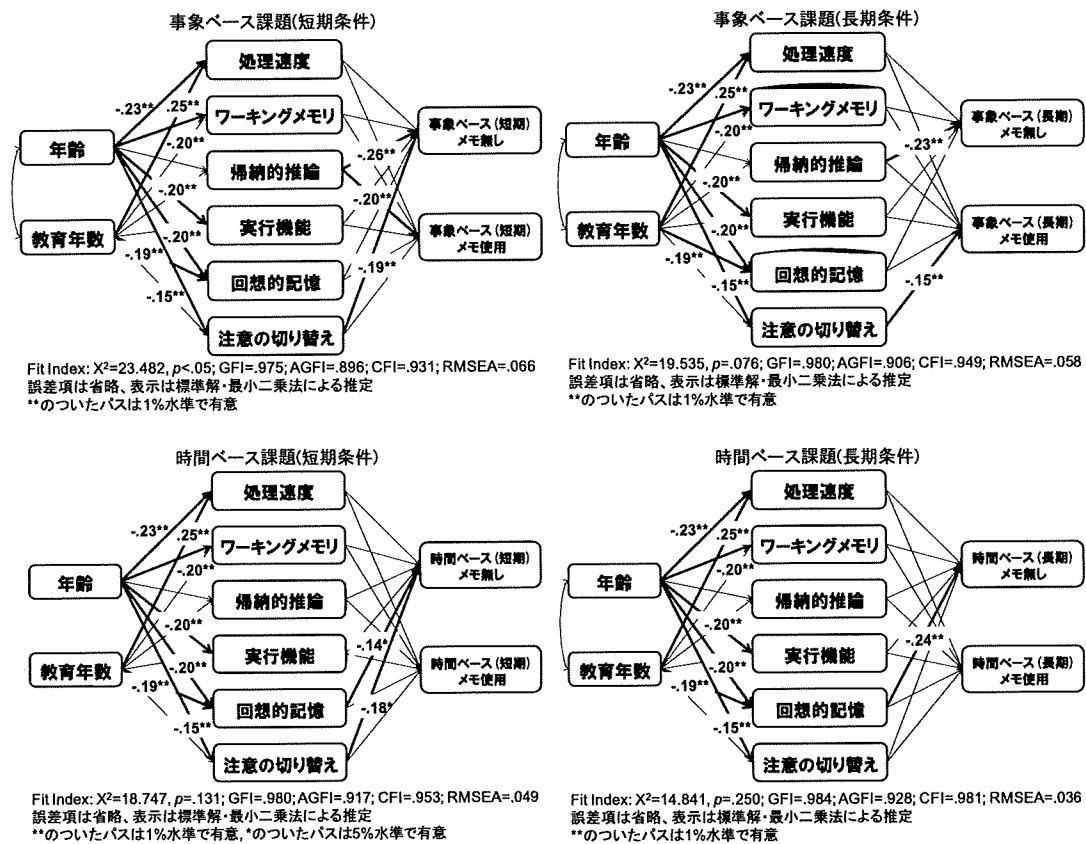 事象ベース課題(短期条件)
処理速度
ワーキングメモリ
帰納的推論
実行機能
回想的記憶
注意の切り替え
年齢
教育年数
事象ベース(短期)
メモ無し
事象ベース(短期)
メモ使用
-.23**
.25**
-.20**
-.20**
-.20**
-.19**
-.15**
-.26**
-.20**
-.19**
Fit Index: X²=23.482, p<.05; GFI=.975; AGFI=.896; CFI=.931; RMSEA=.066
誤差項は省略、表示は標準解・最小二乗法による推定
**のついたパスは1%水準で有意
事象ベース課題(長期条件)
処理速度
ワーキングメモリ
帰納的推論
実行機能
回想的記憶
注意の切り替え
年齢
教育年数
事象ベース(長期)
メモ無し
事象ベース(長期)
メモ使用
-.23**
.25**
-.20**
-.20**
-.20**
-.19**
-.15**
-.23**
-.15**
Fit Index: X²=19.535, p=.076; GFI=.980; AGFI=.906; CFI=.949; RMSEA=.058
誤差項は省略、表示は標準解・最小二乗法による推定
**のついたパスは1%水準で有意
時間ベース課題(短期条件)
処理速度
ワーキングメモリ
帰納的推論
実行機能
回想的記憶
注意の切り替え
年齢
教育年数
時間ベース(短期)
メモ無し
時間ベース(短期)
メモ使用
-.23**
.25**
-.20**
-.20**
-.20**
-.19**
-.15**
-.14*
-.18*
Fit Index: X²=18.747, p=.131; GFI=.980; AGFI=.917; CFI=.953; RMSEA=.049
誤差項は省略、表示は標準解・最小二乗法による推定
**のついたパスは1%水準で有意,*のついたパスは5%水準で有意
時間ベース課題(長期条件)
処理速度
ワーキングメモリ
帰納的推論
実行機能
回想的記憶
注意の切り替え
年齢
教育年数
時間ベース(長期)
メモ無し
時間ベース(長期)
メモ使用
-.23**
.25**
-.20**
-.20**
-.20**
-.19**
-.15**
-.24**
Fit Index: X²=14.841, p=.250; GFI=.984; AGFI=.928; CFI=.981; RMSEA=.036
誤差項は省略、表示は標準解・最小二乗法による推定
**のついたパスは1%水準で有意